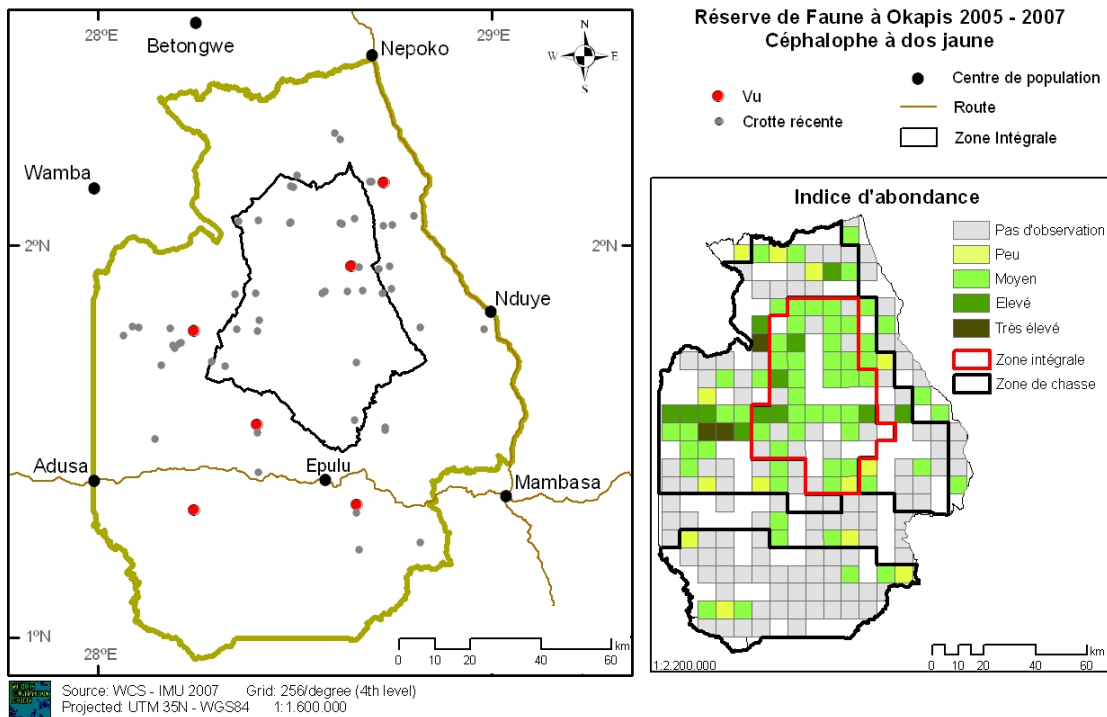 Réserve de Faune à Okapis 2005 - 2007
Céphalophe à dos jaune
Vu
Crotte récente
Centre de population
Route
Zone Intégrale
28ºE
29ºE
Betongwe
Nepoko
N
W
E
S
Wamba
2ºN
2ºN
Nduye
Adusa
Epulu
Mambasa
1ºN
28ºE
km
0 10 20 40 60
Indice d'abondance
Pas d'observation
Peu
Moyen
Elevé
Très élevé
Zone intégrale
Zone de chasse
1:2.200.000
km
0 10 20 40 60
Source: WCS - IMU 2007 Grid: 256/degree (4th level)
Projected: UTM 35N - WGS84 1:1.600.000